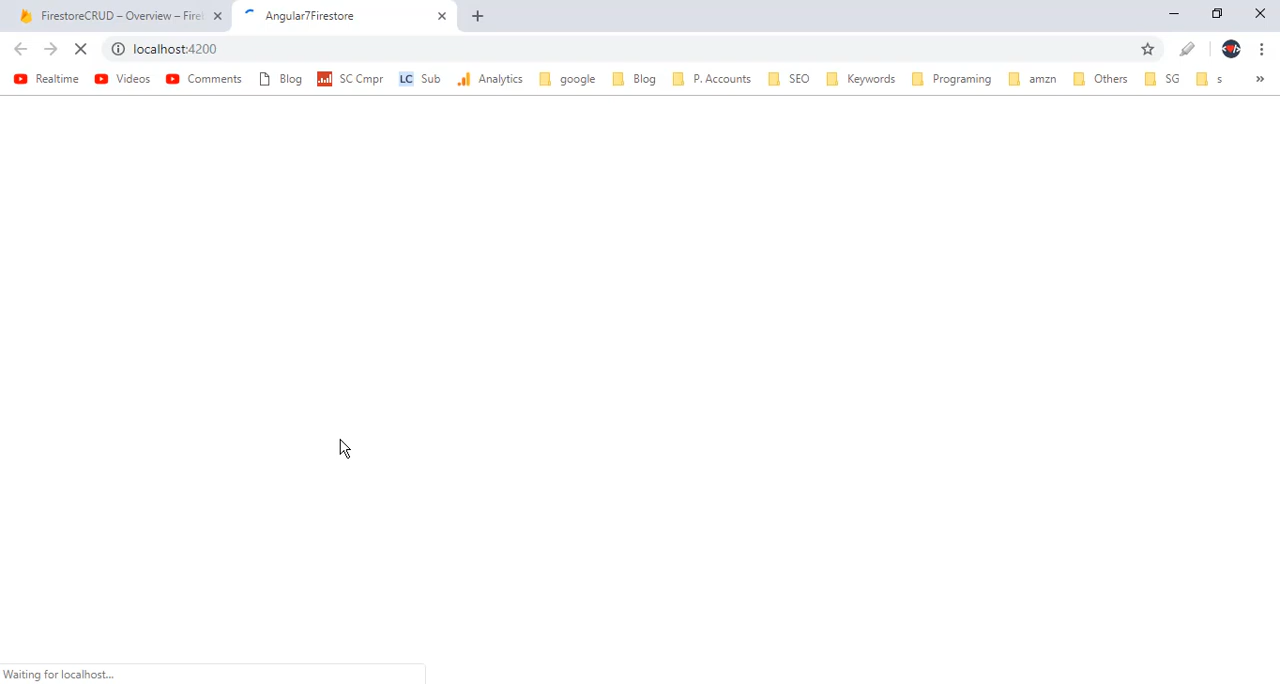 FirestoreCRUD – Overview – Fire
Angular7Firestore
localhost:4200
Realtime Videos Comments Blog SC Cmpr LC Sub Analytics google Blog P. Accounts SEO Keywords Programing amzn Others SG s »
Waiting for localhost...